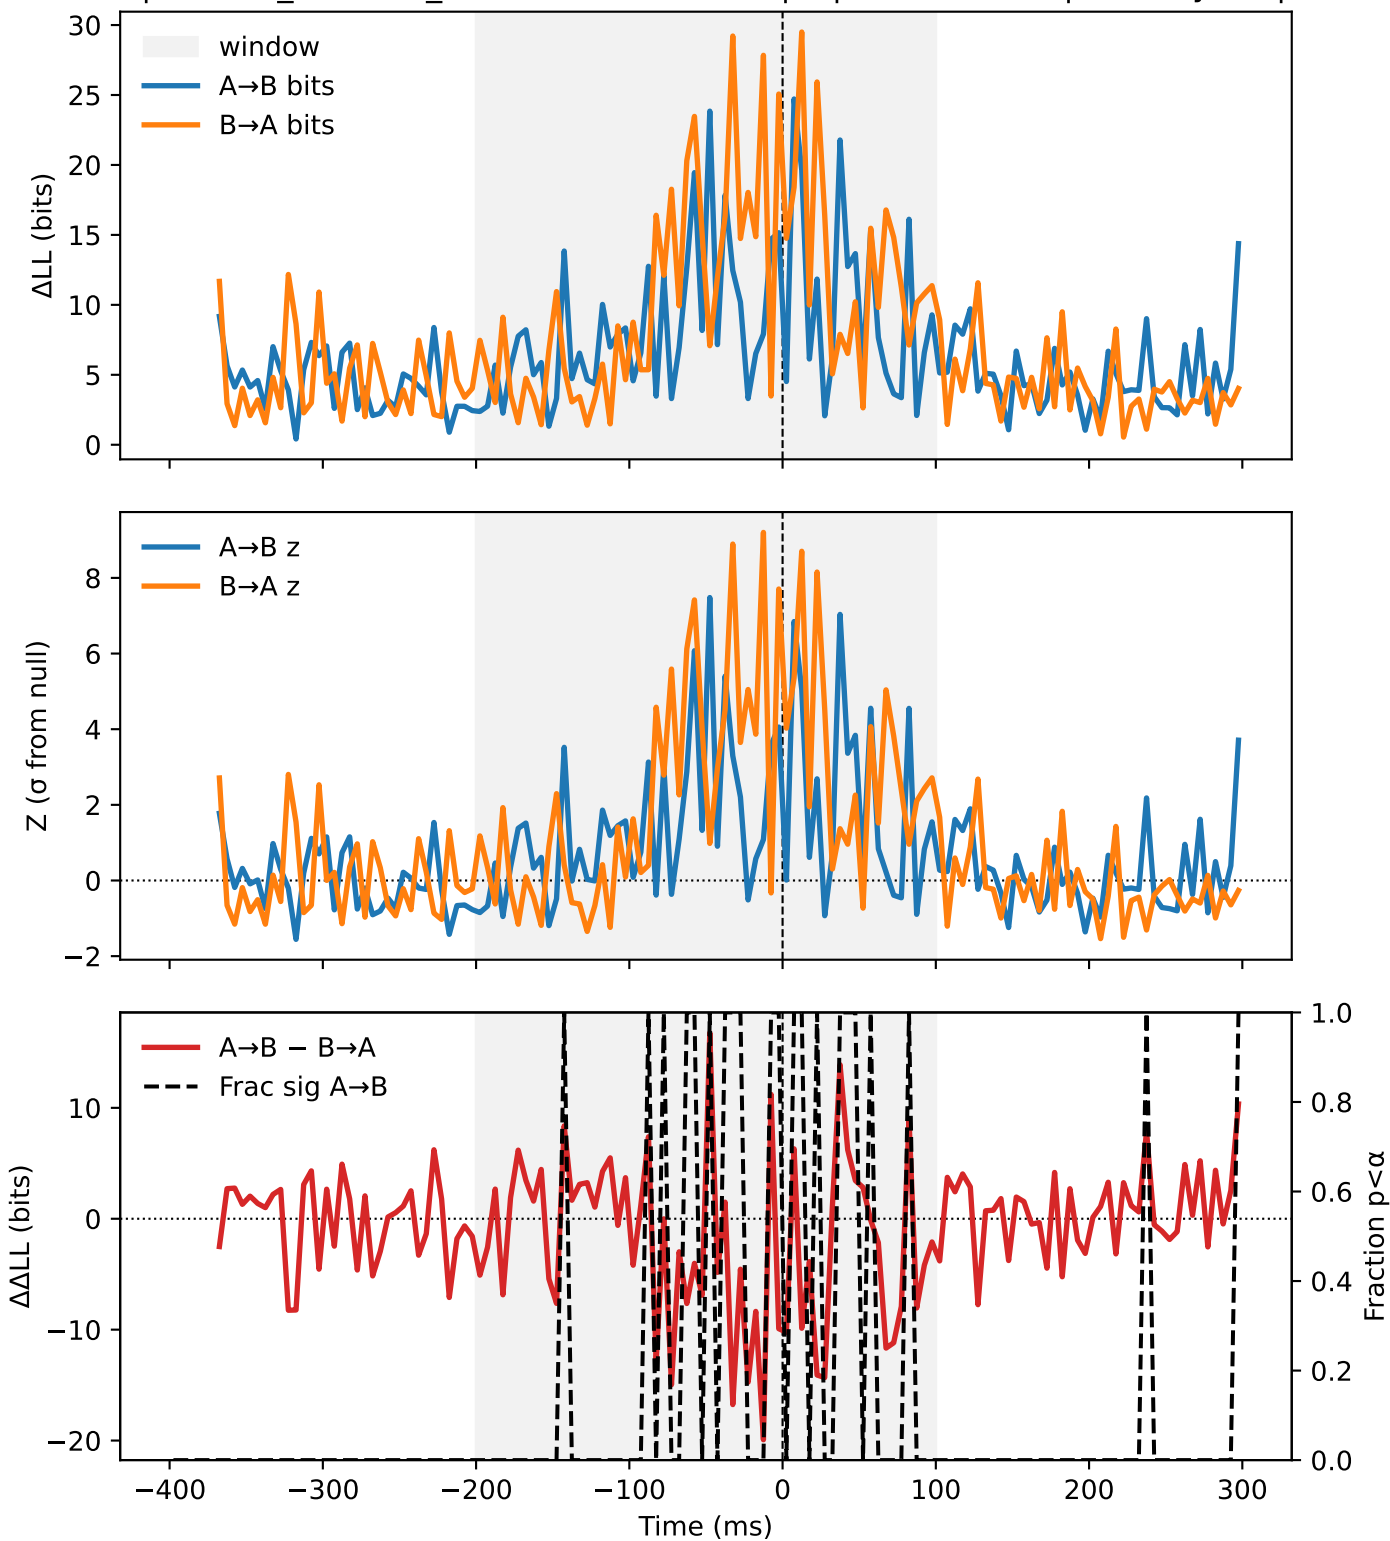 30
25
20
15
10
5
0
ΔLL (bits)
window
A→B bits
B→A bits
8
6
4
2
0
−2
Z (σ from null)
A→B z
B→A z
10
0
−10
−20
ΔΔLL (bits)
A→B − B→A
Frac sig A→B
1.0
0.8
0.6
0.4
0.2
0.0
Fraction p<α
−400 −300 −200 −100 0 100 200 300
Time (ms)